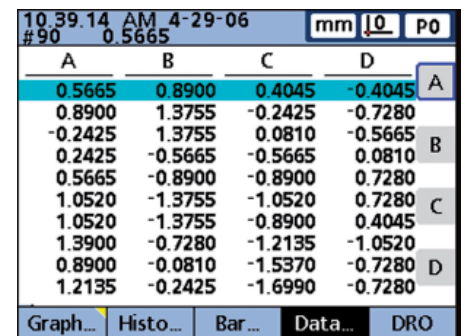 10.39.14 AM 4-29-06 mm 10 P0
#90 0.5665
A B C D
0.5665 0.8900 0.4045 -0.4045 A
0.8900 1.3755 -0.2425 -0.7280
-0.2425 1.3755 0.0810 -0.5665 B
0.2425 -0.5665 -0.5665 0.0810
0.5665 -0.8900 -0.8900 0.7280
1.0520 -1.3755 -1.0520 0.7280 C
1.0520 -1.3755 -0.8900 0.4045
1.3900 -0.7280 -1.2135 -1.0520
0.8900 -0.0810 -1.5370 -0.7280 D
1.2135 -0.2425 -1.6990 -0.7280
Graph... Histo... Bar... Data... DRO